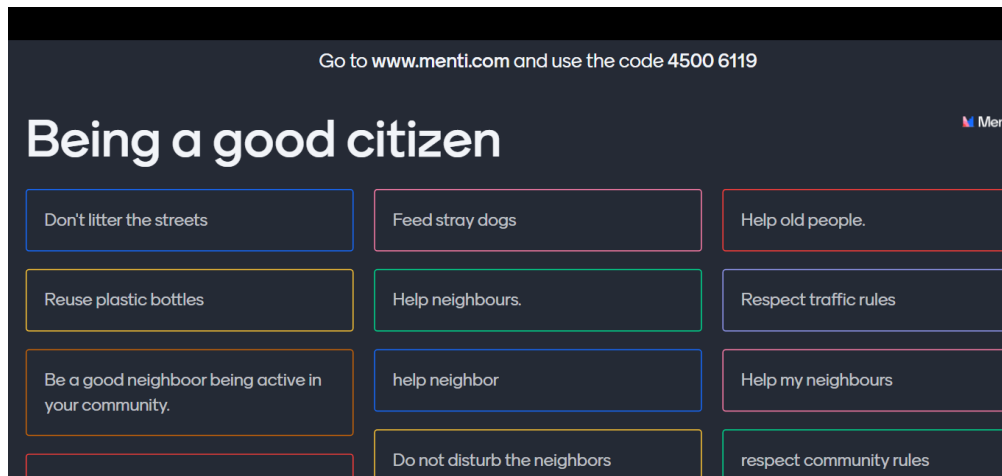 Go to www.menti.com and use the code 4500 6119
Being a good citizen
Don't litter the streets
Feed stray dogs
Help old people.
Reuse plastic bottles
Help neighbours.
Respect traffic rules
Be a good neighboor being active in
your community.
help neighbor
Help my neighbours
Do not disturb the neighbors
respect community rules